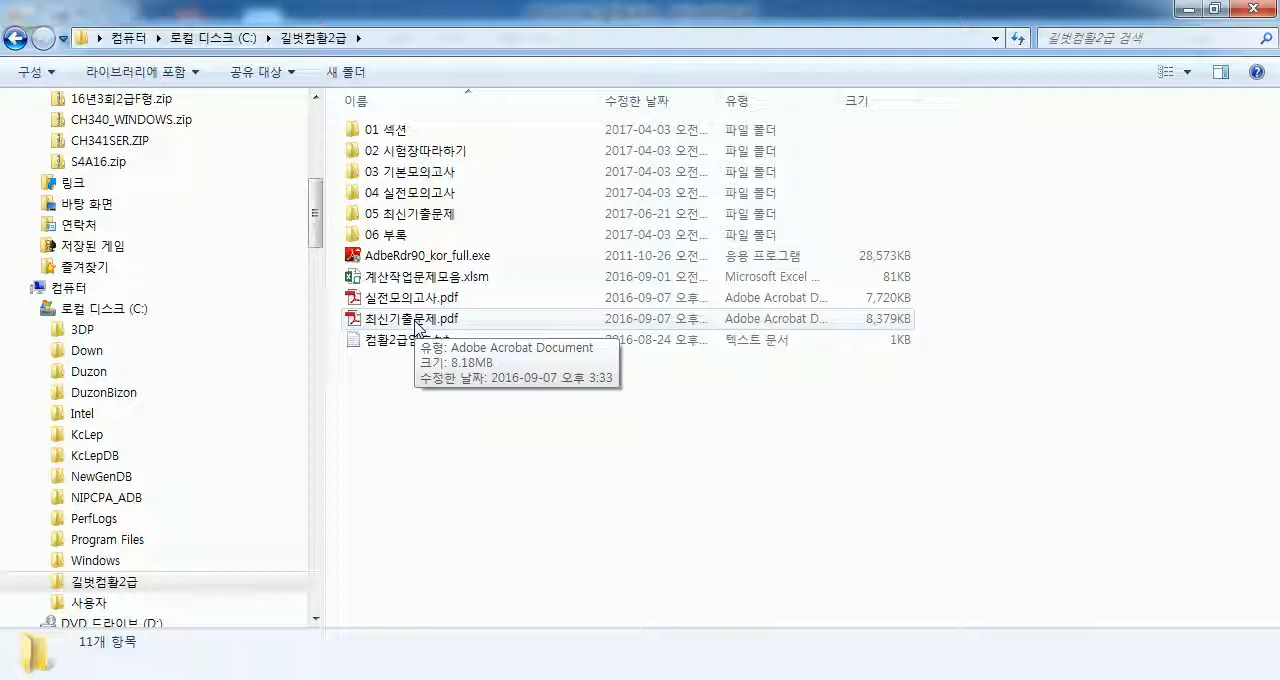 컴퓨터 ▸ 로컬 디스크 (C:) ▸ 길벗컴활2급 ▸
길벗컴활2급 검색
구성 라이브러리에 포함 공유 대상 새 폴더
16년3회2급F형.zip
CH340_WINDOWS.zip
CH341SER.ZIP
S4A16.zip
링크
바탕 화면
연락처
저장된 게임
즐겨찾기
컴퓨터
로컬 디스크 (C:)
3DP
Down
Duzon
DuzonBizon
Intel
KcLep
KcLepDB
NewGenDB
NIPCPA_ADB
PerfLogs
Program Files
Windows
길벗컴활2급
사용자
DVD 드라이브 (D:)
이름 수정한 날짜 유형 크기
01 섹션 2017-04-03 오전... 파일 폴더
02 시험장따라하기 2017-04-03 오전... 파일 폴더
03 기본모의고사 2017-04-03 오전... 파일 폴더
04 실전모의고사 2017-04-03 오전... 파일 폴더
05 최신기출문제 2017-06-21 오전... 파일 폴더
06 부록 2017-04-03 오전... 파일 폴더
AdbeRdr90_kor_full.exe 2011-10-26 오전... 응용 프로그램 28,573KB
계산작업문제모음.xlsm 2016-09-01 오전... Microsoft Excel ... 81KB
실전모의고사.pdf 2016-09-07 오후... Adobe Acrobat D... 7,720KB
최신기출문제.pdf 2016-09-07 오후... Adobe Acrobat D... 8,379KB
2016-08-24 오후... 텍스트 문서 1KB
유형: Adobe Acrobat Document
크기: 8.18MB
수정한 날짜: 2016-09-07 오후 3:33
11개 항목